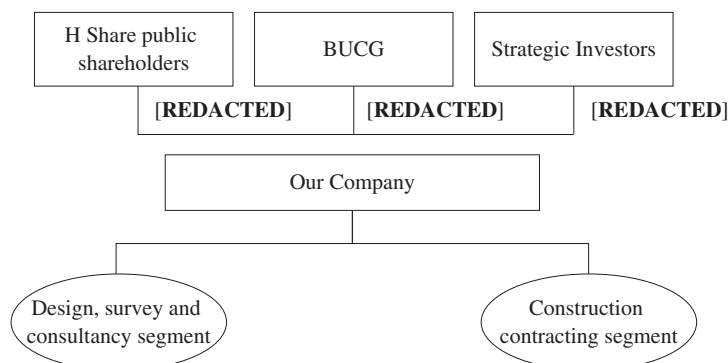 H Share public
shareholders
BUCG
Strategic Investors
[REDACTED]
[REDACTED]
[REDACTED]
Our Company
Design, survey and
consultancy segment
Construction
contracting segment